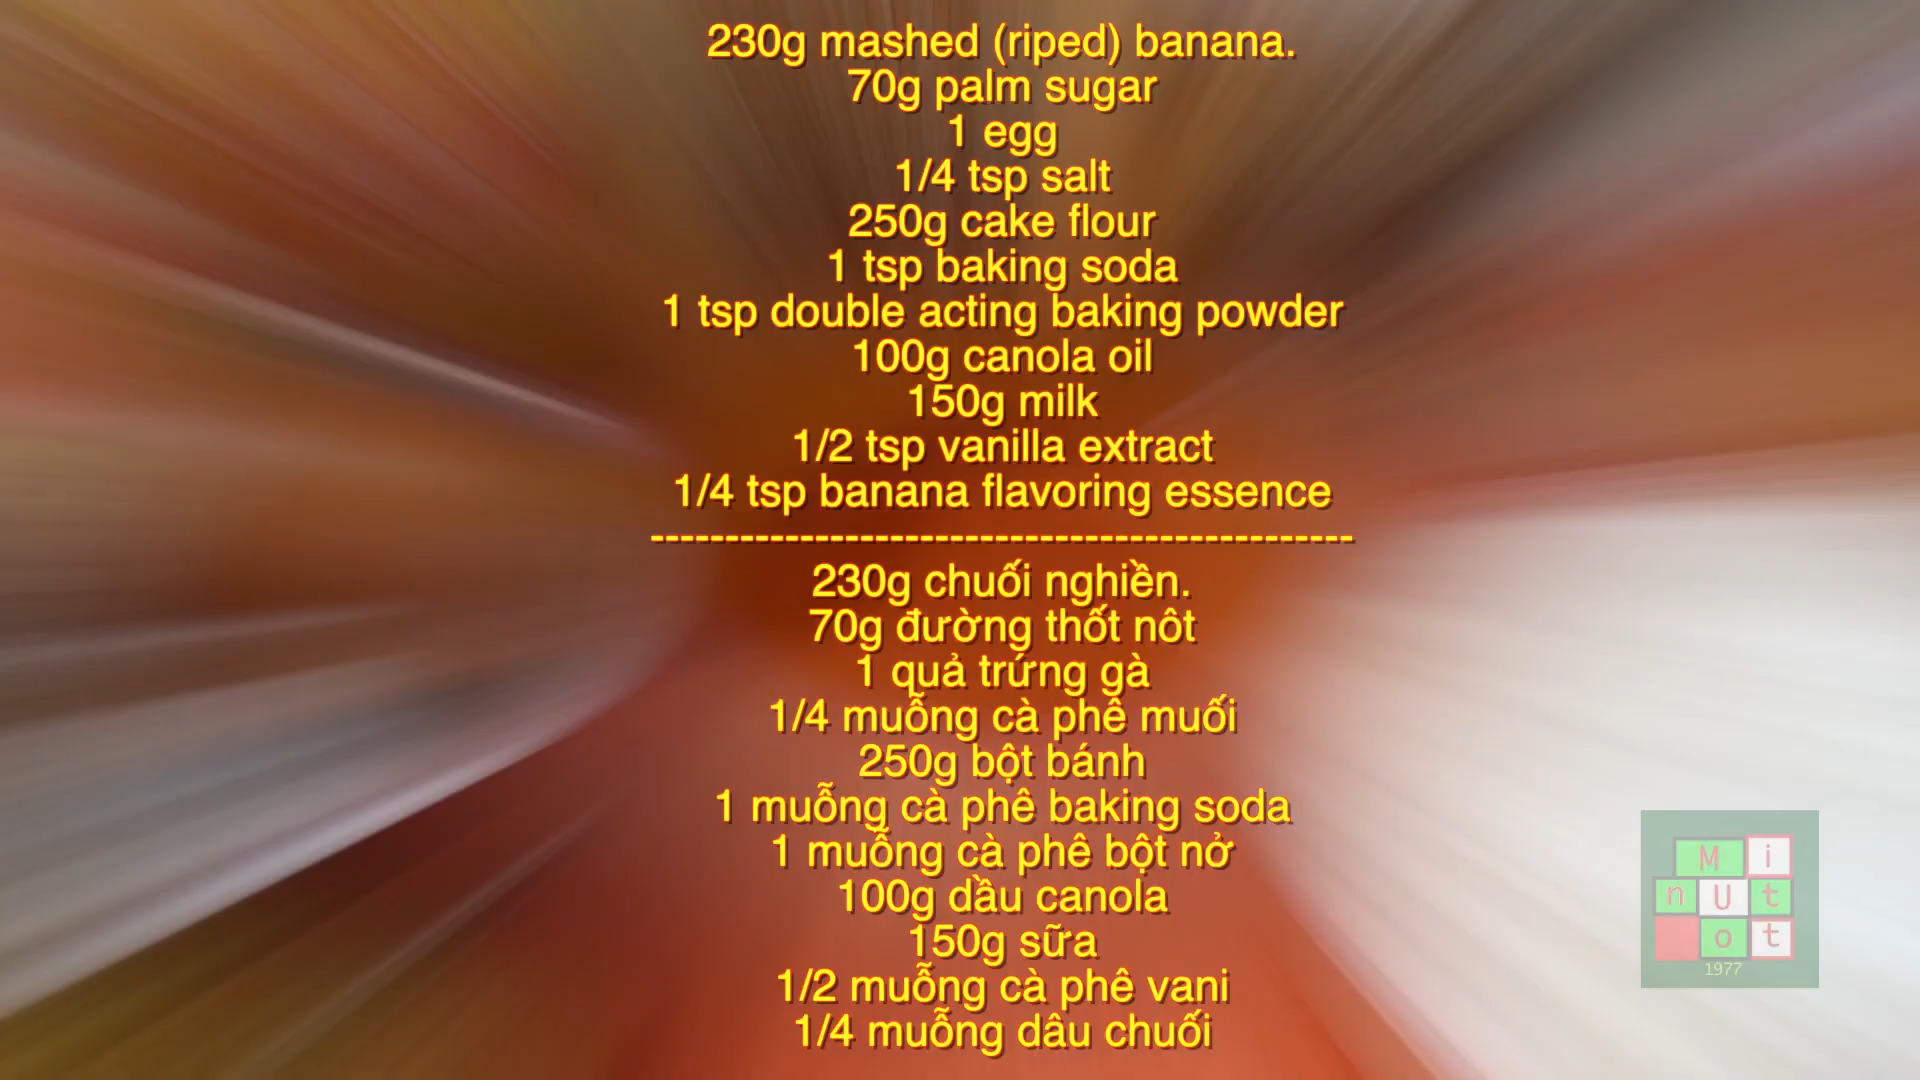 230g mashed (riped) banana.
70g palm sugar
1 egg
1/4 tsp salt
250g cake flour
1 tsp baking soda
1 tsp double acting baking powder
100g canola oil
150g milk
1/2 tsp vanilla extract
1/4 tsp banana flavoring essence
-----------------------------------------------
230g chuối nghiền.
70g đường thốt nôt
1 quả trứng gà
1/4 muỗng cà phê muối
250g bột bánh
1 muỗng cà phê baking soda
1 muỗng cà phê bột nở
100g dầu canola
150g sữa
1/2 muỗng cà phê vani
1/4 muỗng dâu chuối
M i
n U t
o t
1977